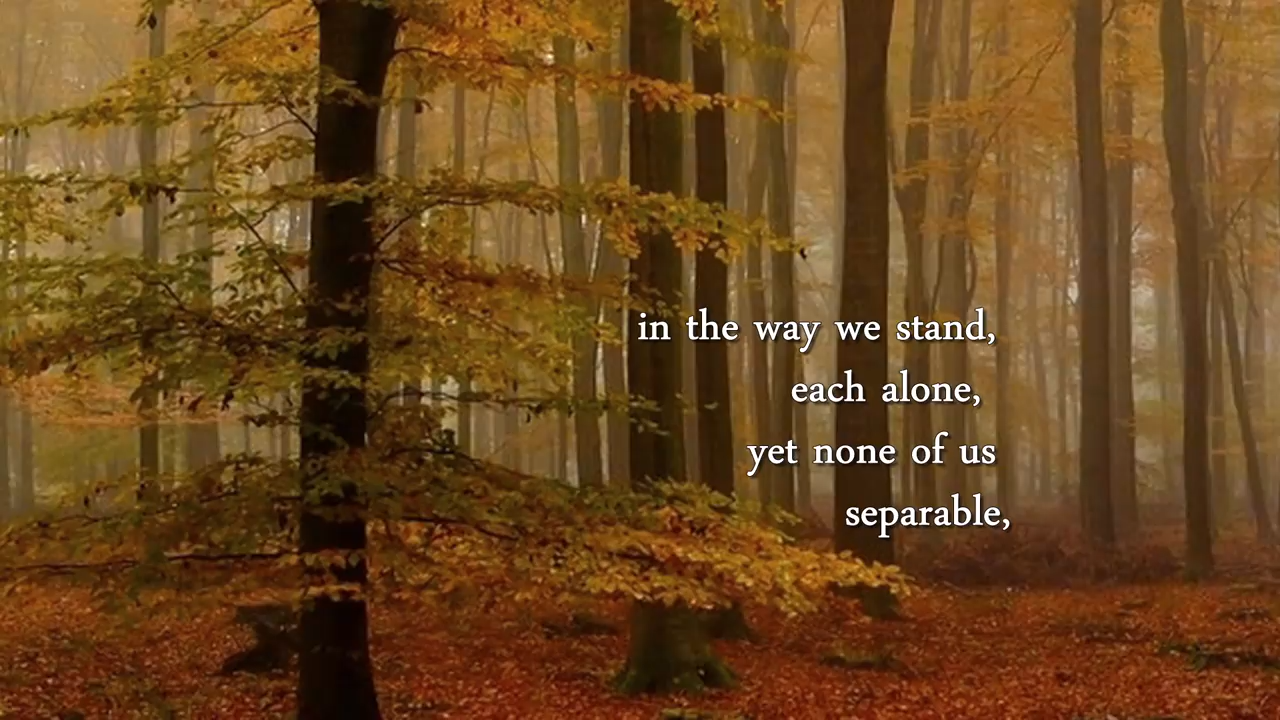 in the way we stand,
each alone,
yet none of us
separable,